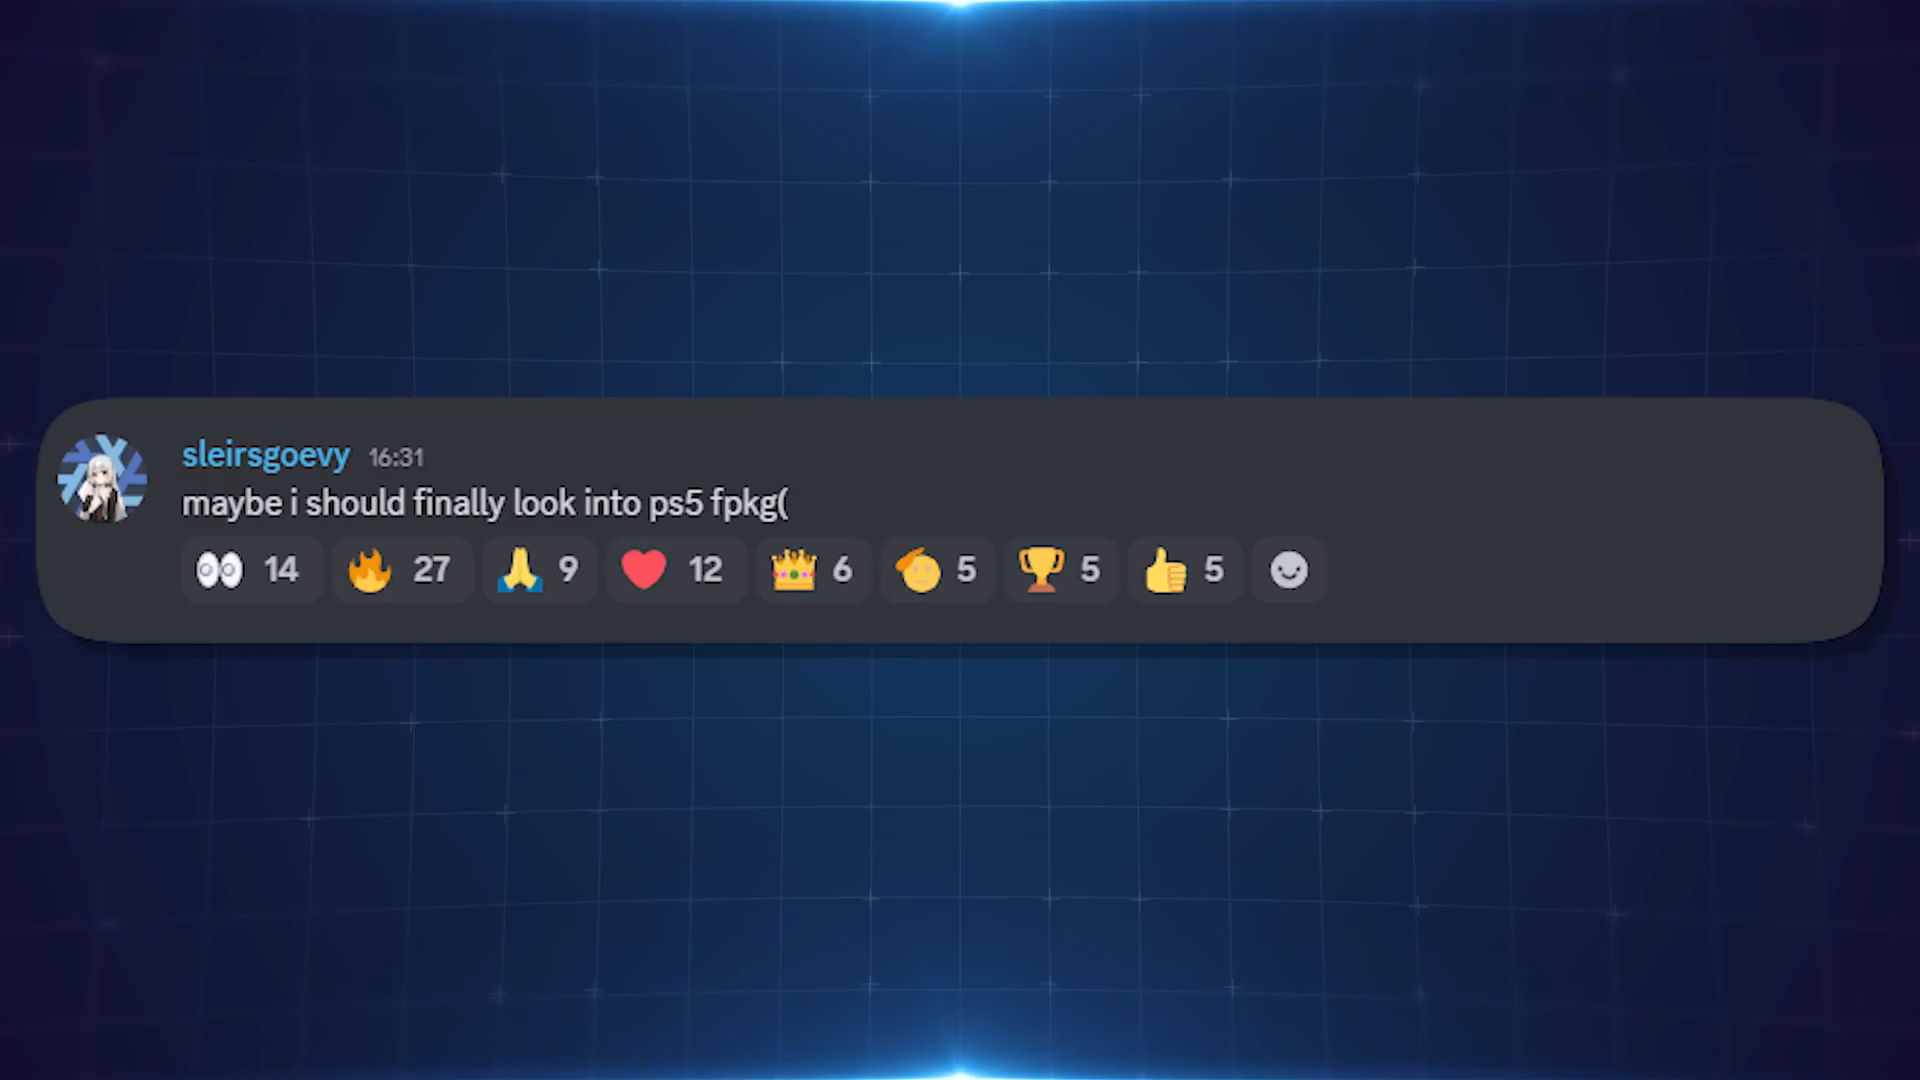 sleirsgoevy 16:31
maybe i should finally look into ps5 fpkg(
14 27 9 12 6 5 5 5